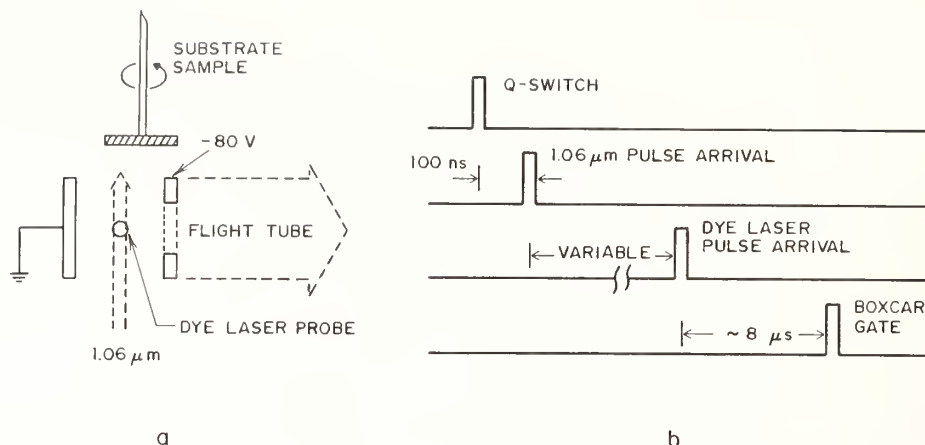 SUBSTRATE
SAMPLE
-80 V
FLIGHT TUBE
DYE LASER PROBE
1.06 μm
a
Q-SWITCH
100 ns
1.06 μm PULSE ARRIVAL
DYE LASER
PULSE ARRIVAL
VARIABLE
BOXCAR
GATE
~ 8 μs
b